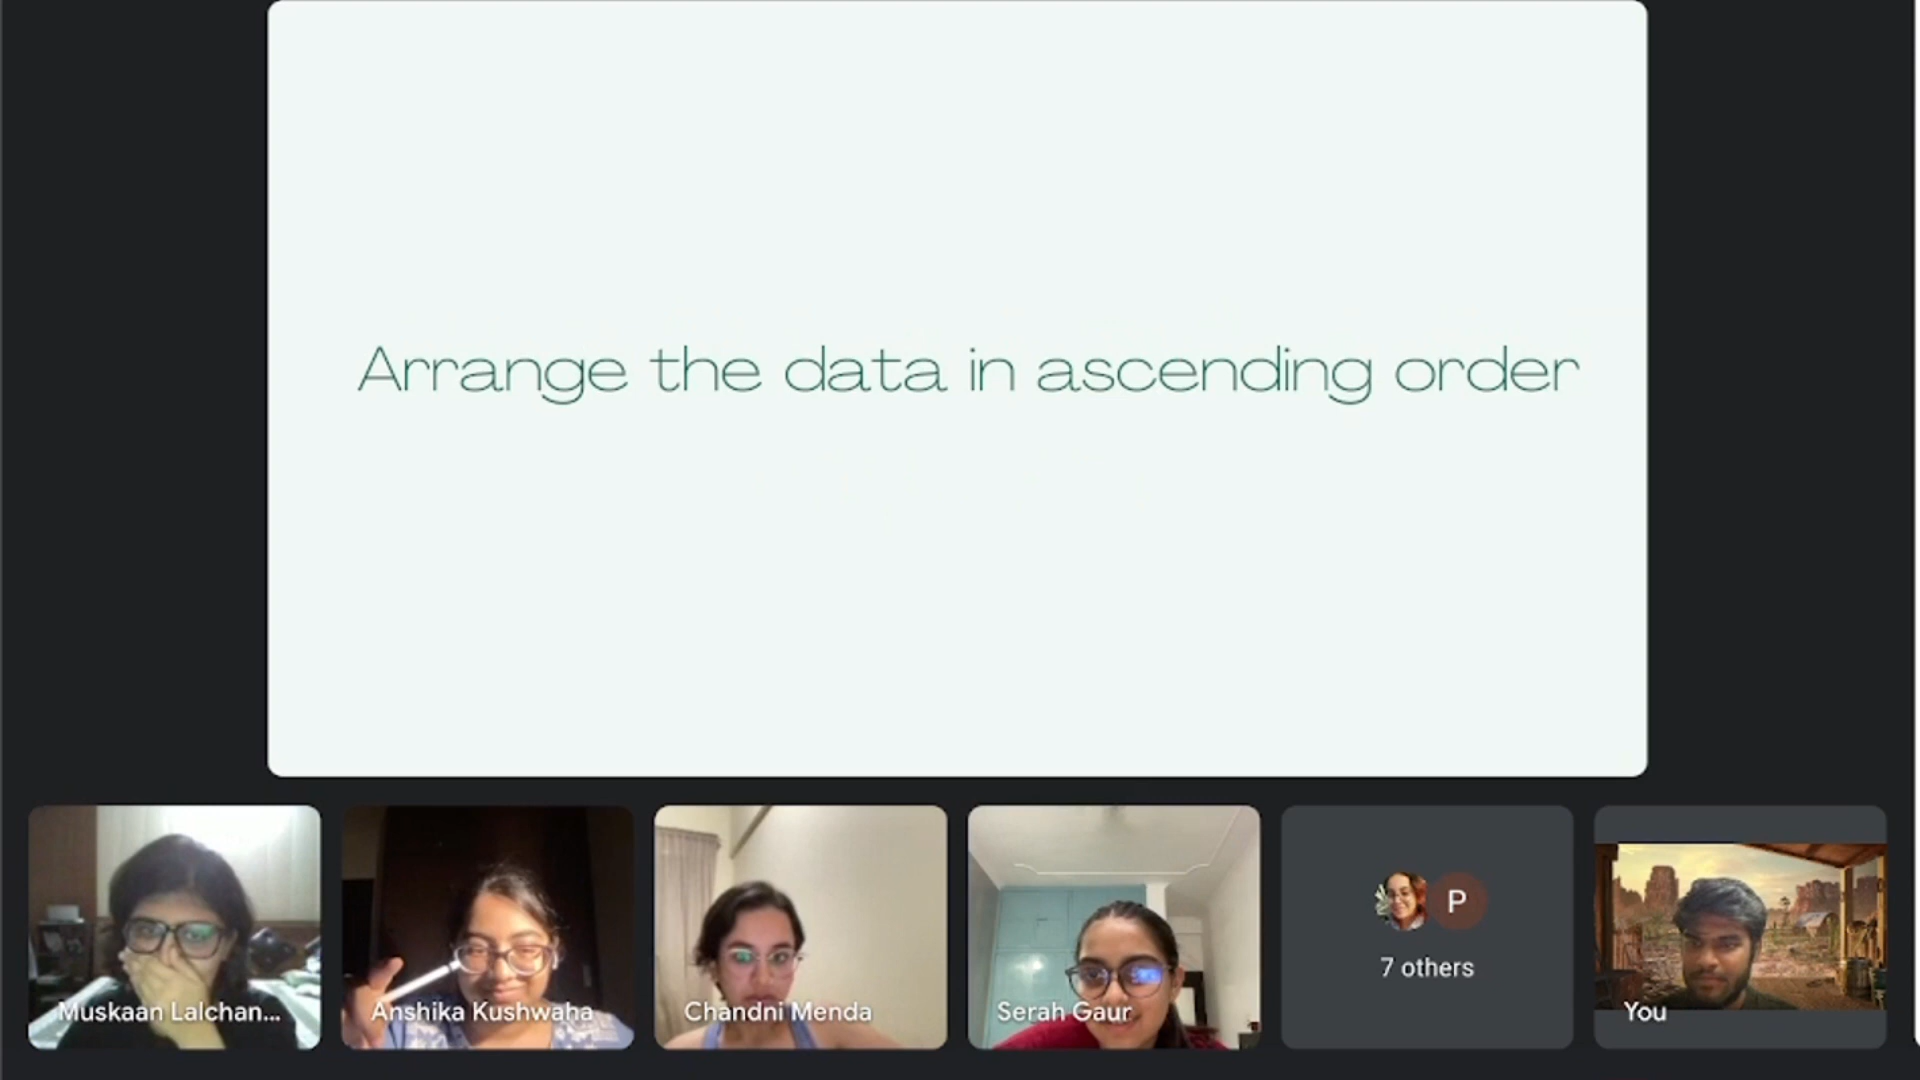 Arrange the data in ascending order
Muskaan Lalchan...
Anshika Kushwaha
Chandni Menda
Serah Gaur
P
7 others
You